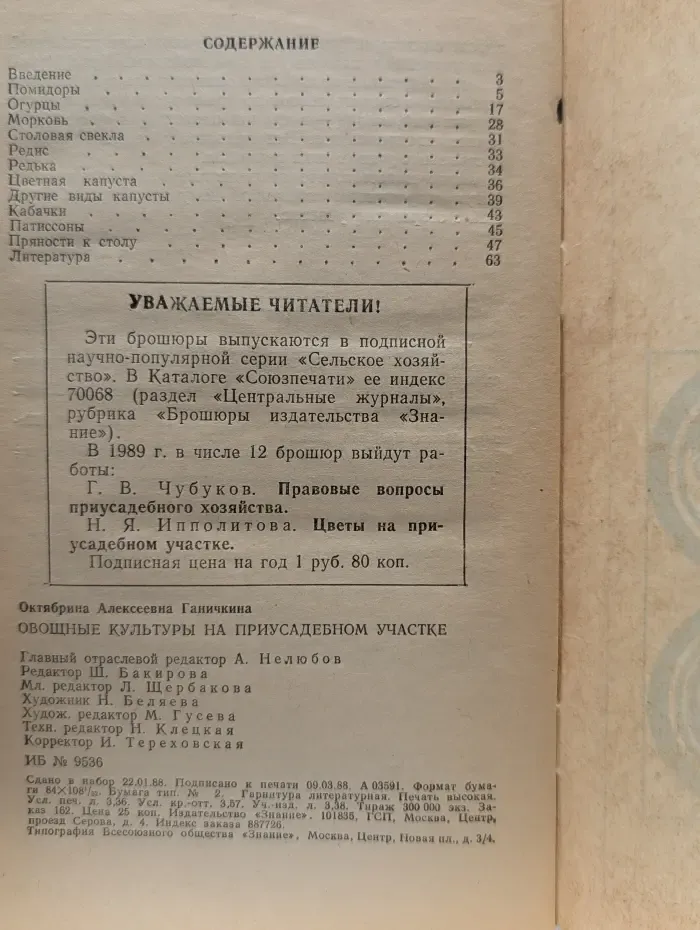 СОДЕРЖАНИЕ
Введение . . . . . . . . . . . . . . . 3
Помидоры . . . . . . . . . . . . . . 5
Огурцы . . . . . . . . . . . . . . . 17
Морковь . . . . . . . . . . . . . . 28
Столовая свекла . . . . . . . . . . . . 31
Редис . . . . . . . . . . . . . . . 33
Редька . . . . . . . . . . . . . . . 34
Цветная капуста . . . . . . . . . . . . 36
Другие виды капусты . . . . . . . . . . 39
Кабачки . . . . . . . . . . . . . . 43
Патиссоны . . . . . . . . . . . . . 45
Пряности к столу . . . . . . . . . . . 47
Литература . . . . . . . . . . . . . 63
УВАЖАЕМЫЕ ЧИТАТЕЛИ!
Эти брошюры выпускаются в подписной
научно-популярной серии «Сельское хозяй-
ство». В Каталоге «Союзпечати» ее индекс
70068 (раздел «Центральные журналы»,
рубрика «Брошюры издательства «Зна-
ние»).
В 1989 г. в числе 12 брошюр выйдут ра-
боты:
Г. В. Чубуков. Правовые вопросы
приусадебного хозяйства.
Н. Я. Ипполитова. Цветы на при-
усадебном участке.
Подписная цена на год 1 руб. 80 коп.
Октябрина Алексеевна Ганичкина
ОВОЩНЫЕ КУЛЬТУРЫ НА ПРИУСАДЕБНОМ УЧАСТКЕ
Главный отраслевой редактор А. Нелюбов
Редактор Ш. Бакирова
Мл. редактор Л. Щербакова
Художник Н. Беляева
Худож. редактор М. Гусева
Техн. редактор Н. Клецкая
Корректор И. Тереховская
ИБ № 9536
Сдано в набор 22.01.88. Подписано к печати 09.03.88. А 03591. Формат бума-
ги 84×108¹/₃₂. Бумага тип. № 2. Гарнитура литературная. Печать высокая.
Усл. печ. л. 3,36. Усл. кр.-отт. 3,57. Уч.-изд. л. 3,38. Тираж 300 000 экз. За-
каз 162. Цена 25 коп. Издательство «Знание». 101835, ГСП, Москва, Центр,
проезд Серова, д. 4. Индекс заказа 887726.
Типография Всесоюзного общества «Знание», Москва, Центр, Новая пл., д. 3/4.